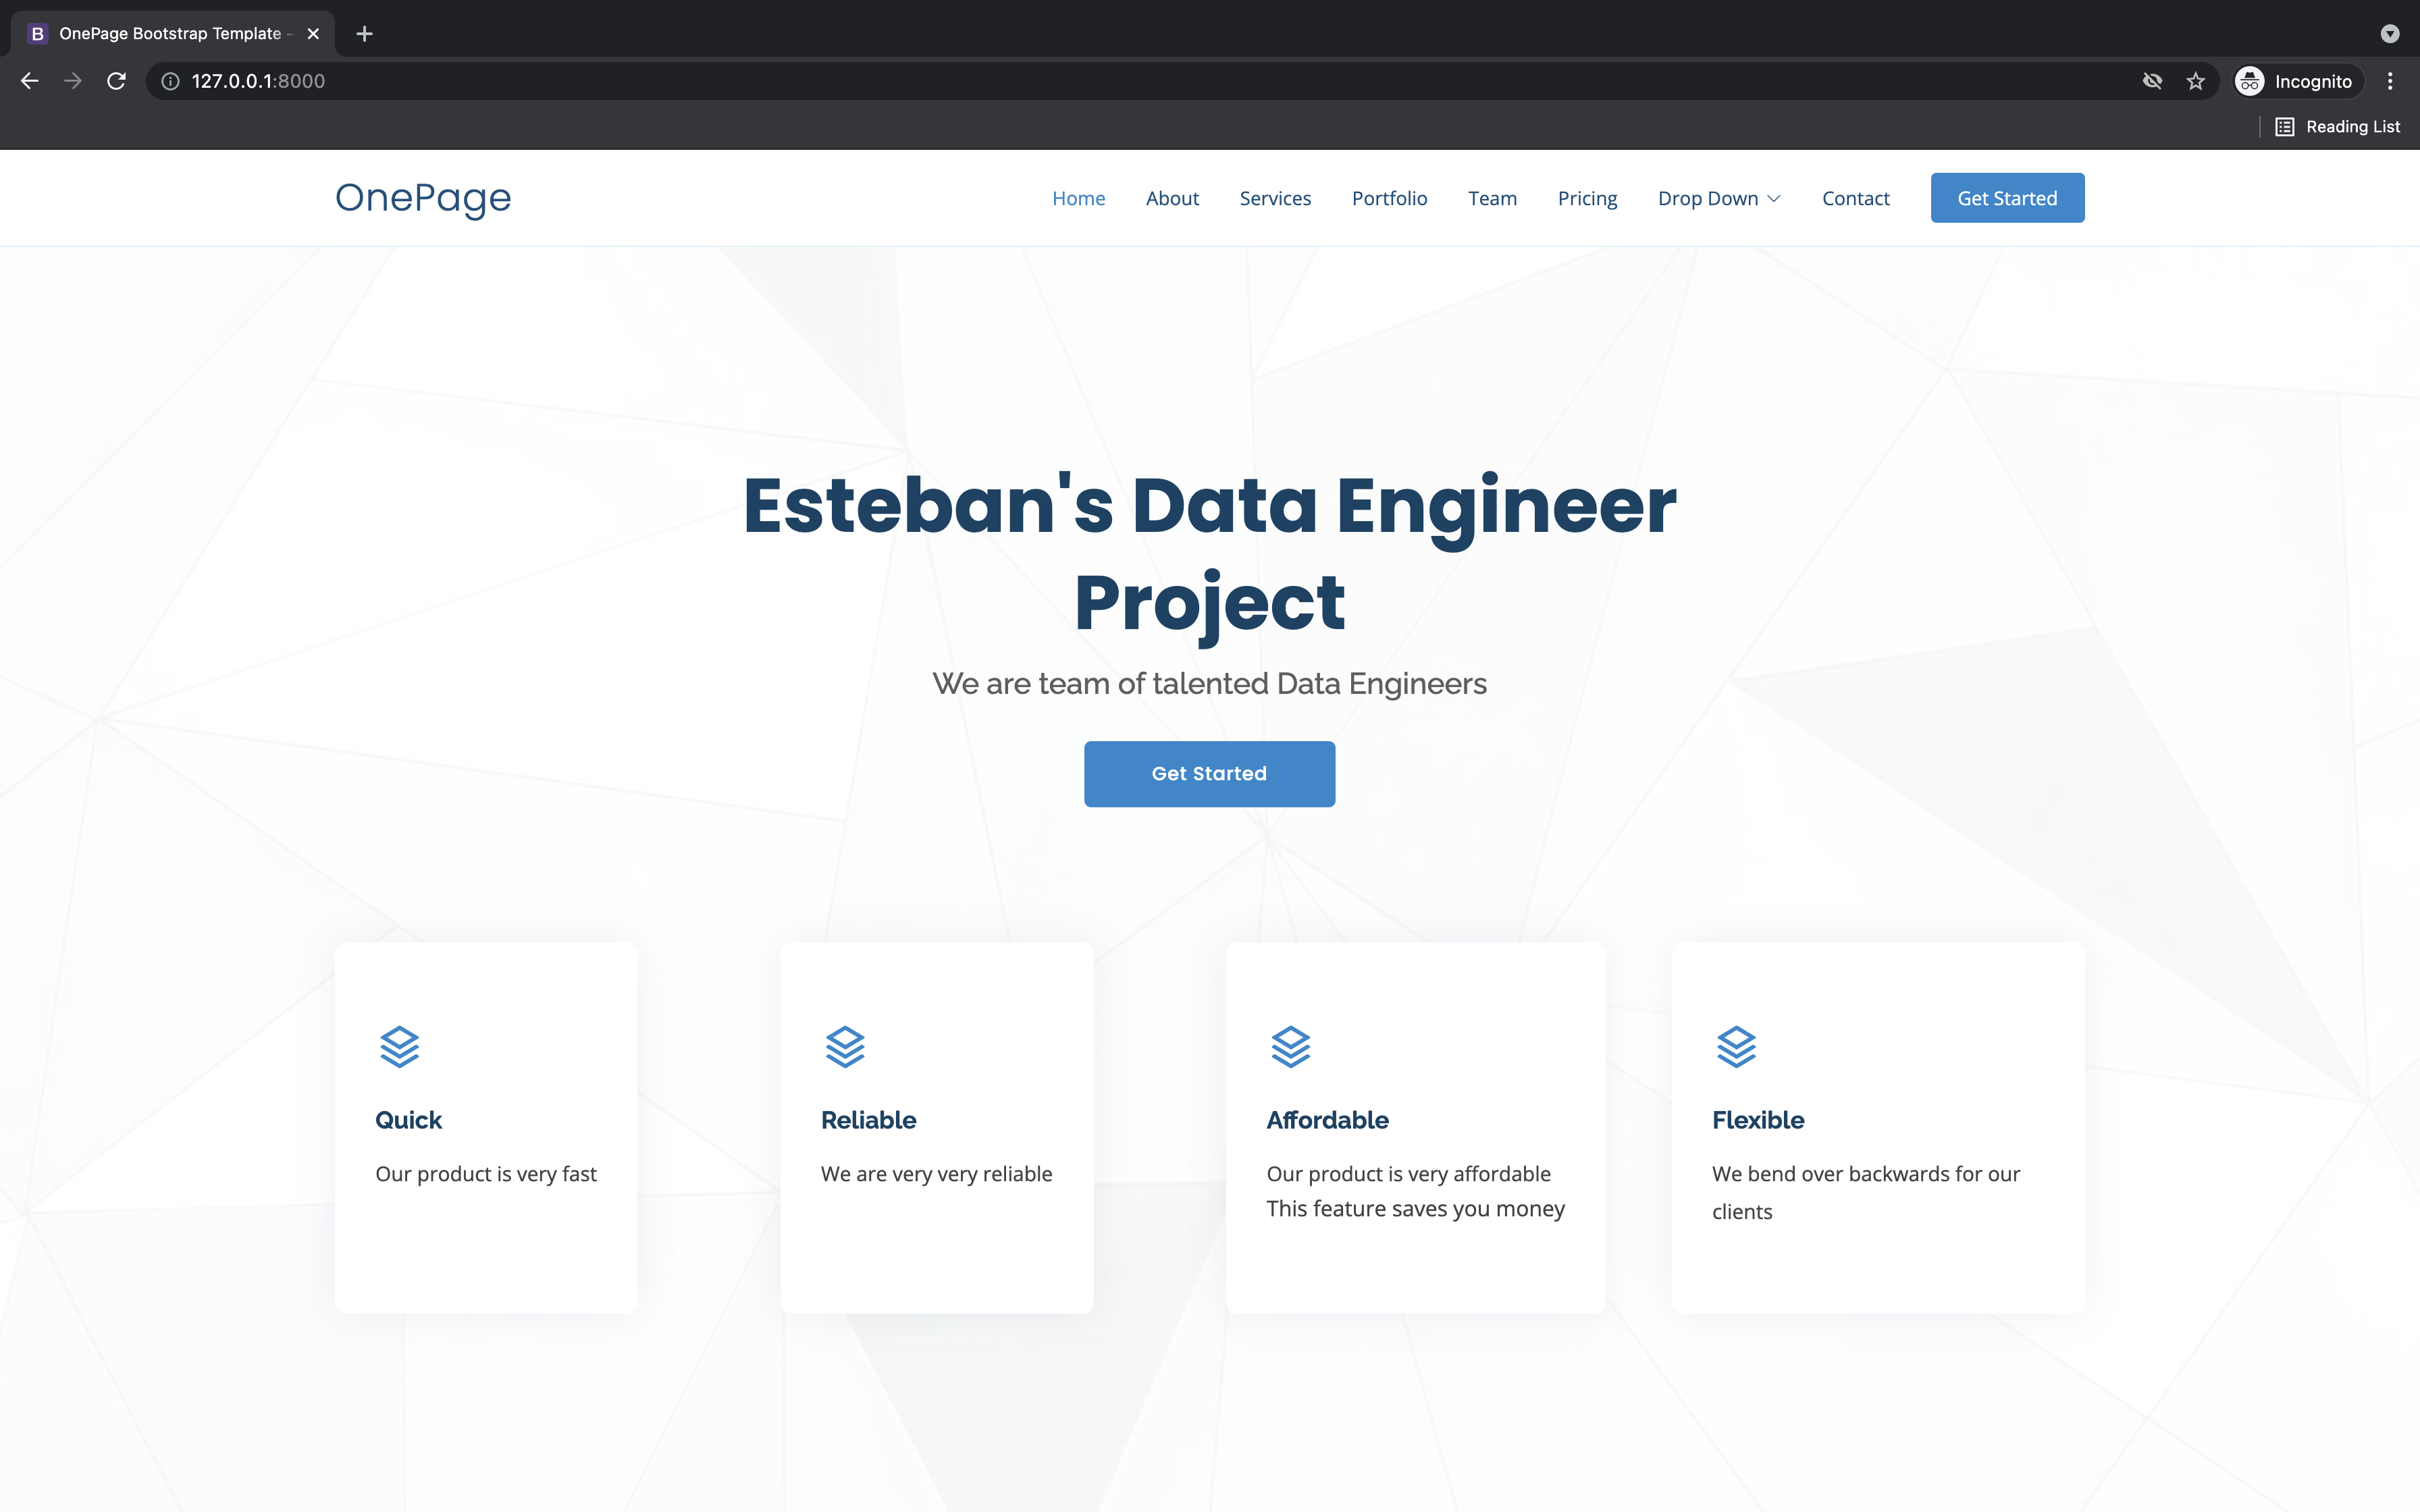 OnePage Bootstrap Template -
127.0.0.1:8000
Incognito
Reading List
OnePage
Home About Services Portfolio Team Pricing Drop Down Contact Get Started
Esteban's Data Engineer
Project
We are team of talented Data Engineers
Get Started
Quick
Our product is very fast
Reliable
We are very very reliable
Affordable
Our product is very affordable
This feature saves you money
Flexible
We bend over backwards for our
clients